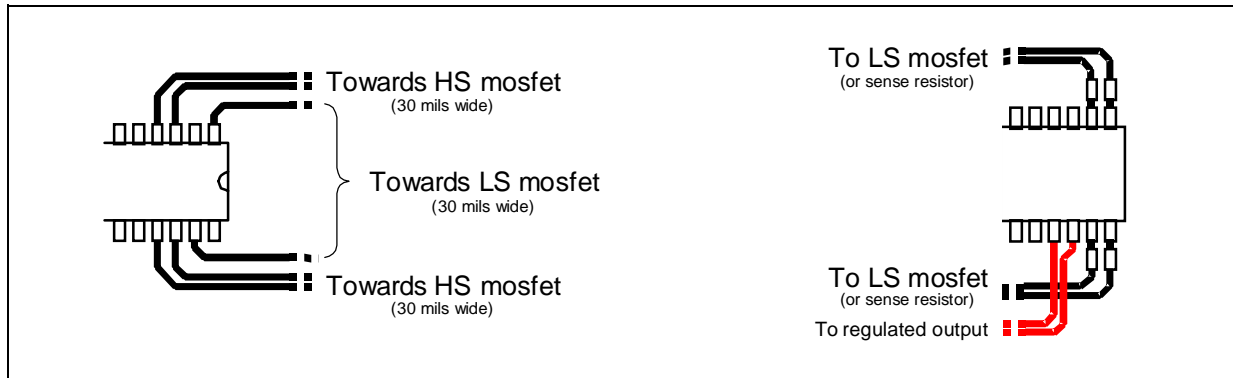 Towards HS mosfet
(30 mils wide)
Towards LS mosfet
(30 mils wide)
Towards HS mosfet
(30 mils wide)
To LS mosfet
(or sense resistor)
To LS mosfet
(or sense resistor)
To regulated output